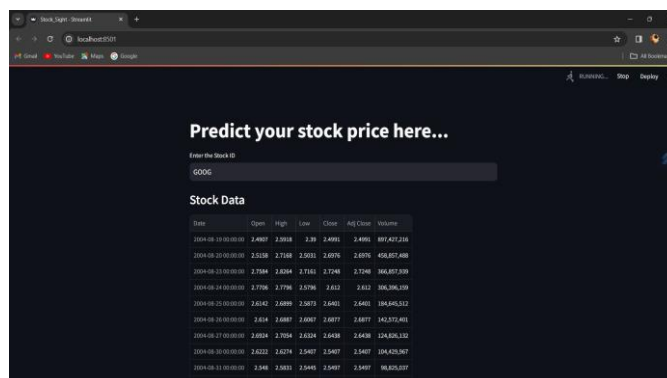 Stock_Sight · Streamlit
localhost:8501
Gmail YouTube Maps Google All Bookma
RUNNING... Stop Deploy
Predict your stock price here...
Enter the Stock ID
GOOG
Stock Data
Date Open High Low Close Adj Close Volume
2004-08-19 00:00:00 2.4907 2.5918 2.39 2.4991 2.4991 897,427,216
2004-08-20 00:00:00 2.5158 2.7168 2.5031 2.6976 2.6976 458,857,488
2004-08-23 00:00:00 2.7584 2.8264 2.7161 2.7248 2.7248 366,857,939
2004-08-24 00:00:00 2.7706 2.7796 2.5796 2.612 2.612 306,396,159
2004-08-25 00:00:00 2.6142 2.6899 2.5873 2.6401 2.6401 184,645,512
2004-08-26 00:00:00 2.614 2.6887 2.6067 2.6877 2.6877 142,572,401
2004-08-27 00:00:00 2.6924 2.7054 2.6324 2.6438 2.6438 124,826,132
2004-08-30 00:00:00 2.6222 2.6274 2.5407 2.5407 2.5407 104,429,967
2004-08-31 00:00:00 2.548 2.5831 2.5445 2.5497 2.5497 98,825,037